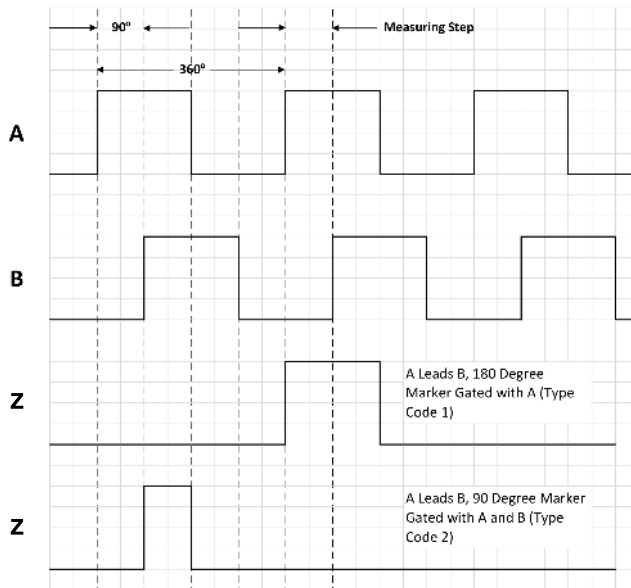 90° Measuring Step
360°
A
B
Z
A Leads B, 180 Degree
Marker Gated with A (Type
Code 1)
Z
A Leads B, 90 Degree Marker
Gated with A and B (Type
Code 2)